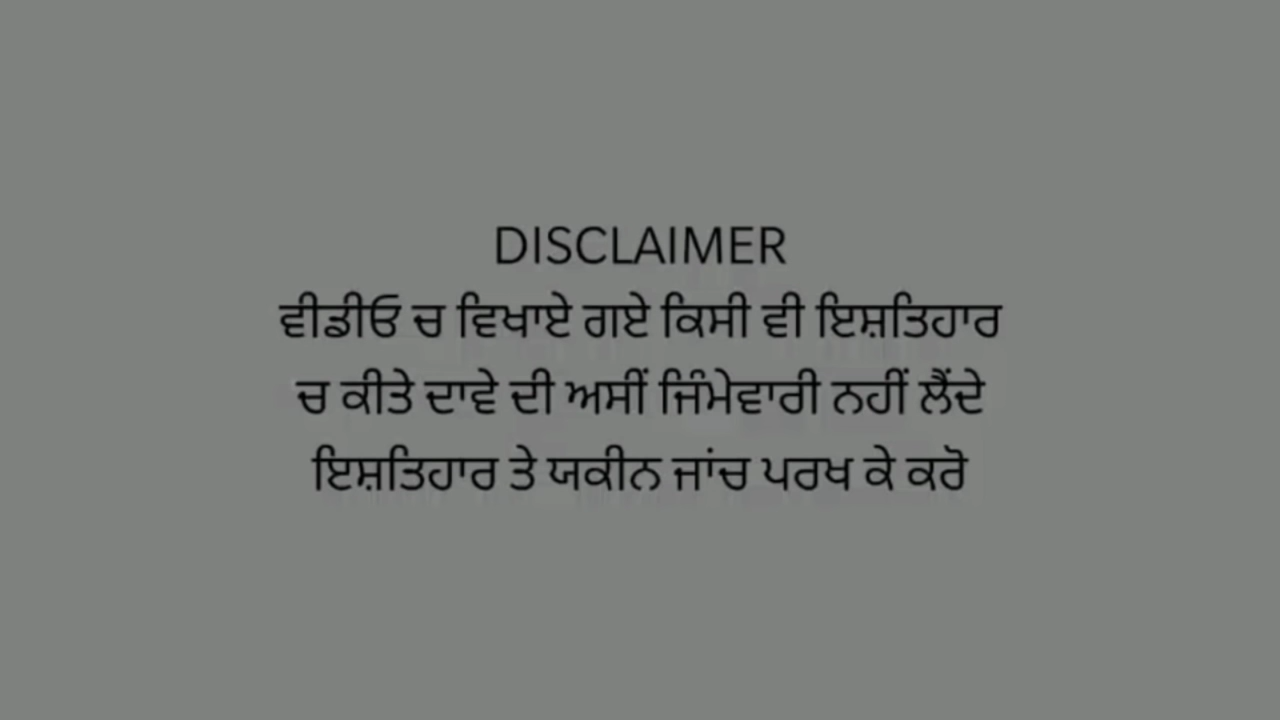 DISCLAIMER
ਵੀਡੀਓ ਚ ਵਿਖਾਏ ਗਏ ਕਿਸੀ ਵੀ ਇਸ਼ਤਿਹਾਰ
ਚ ਕੀਤੇ ਦਾਵੇ ਦੀ ਅਸੀਂ ਜਿੰਮੇਵਾਰੀ ਨਹੀਂ ਲੈਂਦੇ
ਇਸ਼ਤਿਹਾਰ ਤੇ ਯਕੀਨ ਜਾਂਚ ਪਰਖ ਕੇ ਕਰੋ